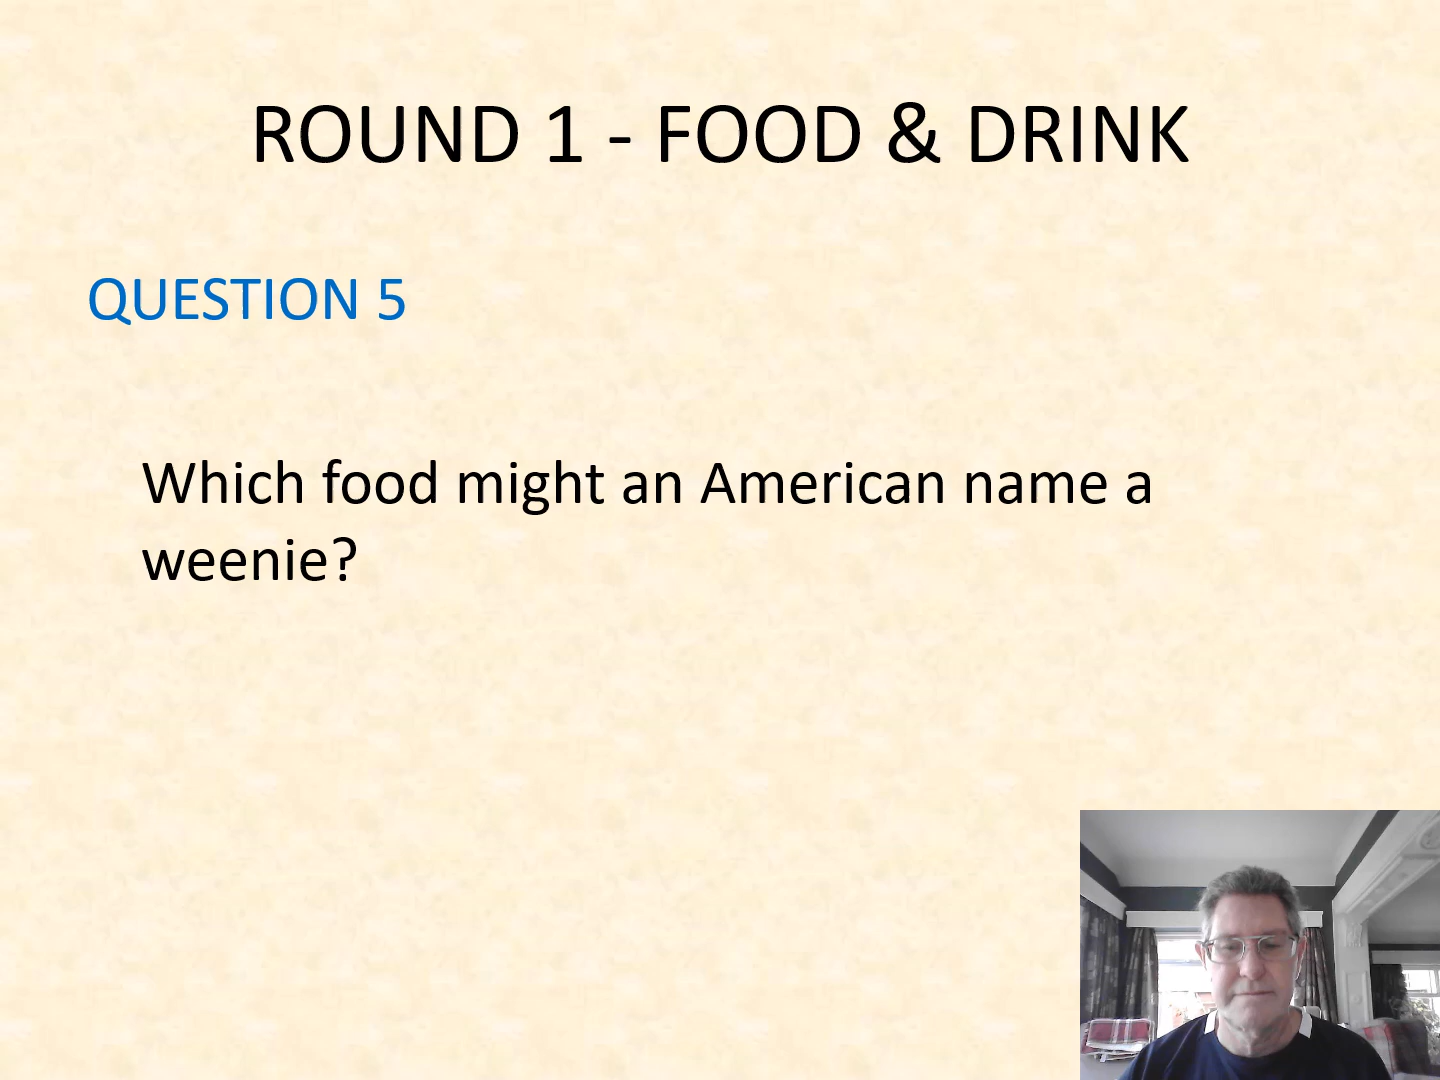 ROUND 1 - FOOD & DRINK
QUESTION 5
Which food might an American name a
weenie?